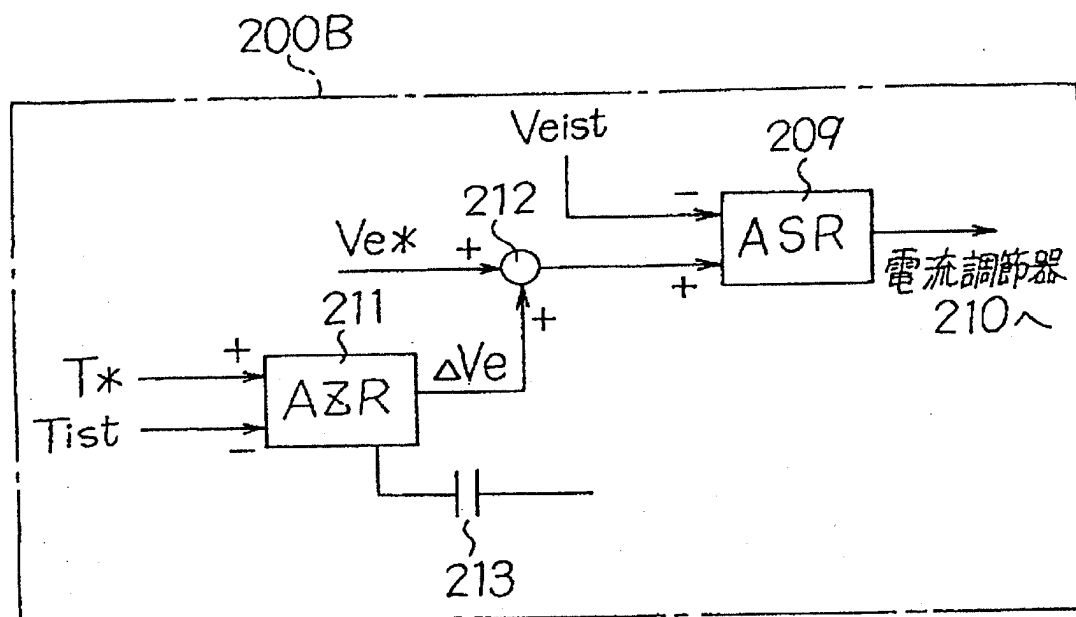 200B
Veist
209
212
−
ASR
Ve*
+
+
電流調節器
210へ
211
+
+
ΔVe
T*
AZR
Tist
−
213